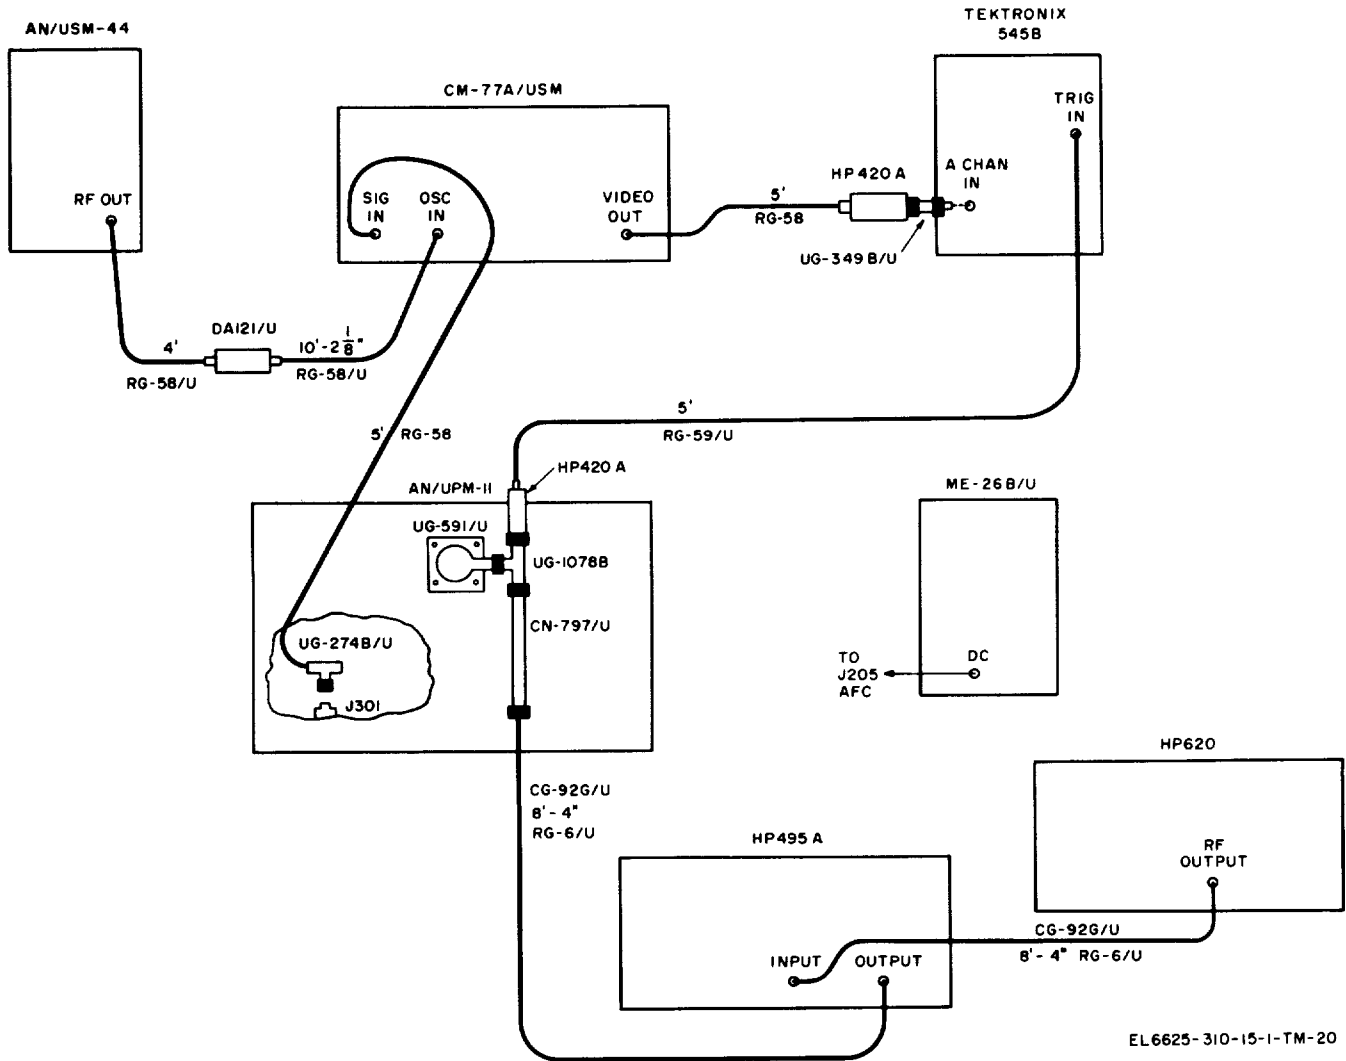 AN/USM-44
RF OUT
CM-77A/USM
SIG
IN
OSC
IN
VIDEO
OUT
TEKTRONIX
545B
TRIG
IN
A CHAN
IN
HP420A
5'
RG-58
UG-349B/U
DA121/U
4'
RG-58/U
10'-2 1/8"
RG-58/U
5' RG-58
5'
RG-59/U
AN/UPM-11
HP420A
UG-591/U
UG-1078B
CN-797/U
UG-274B/U
J301
ME-26B/U
DC
TO
J205
AFC
CG-92G/U
8'-4"
RG-6/U
HP495A
INPUT
OUTPUT
HP620
RF
OUTPUT
CG-92G/U
8'-4" RG-6/U
EL6625-310-15-1-TM-20